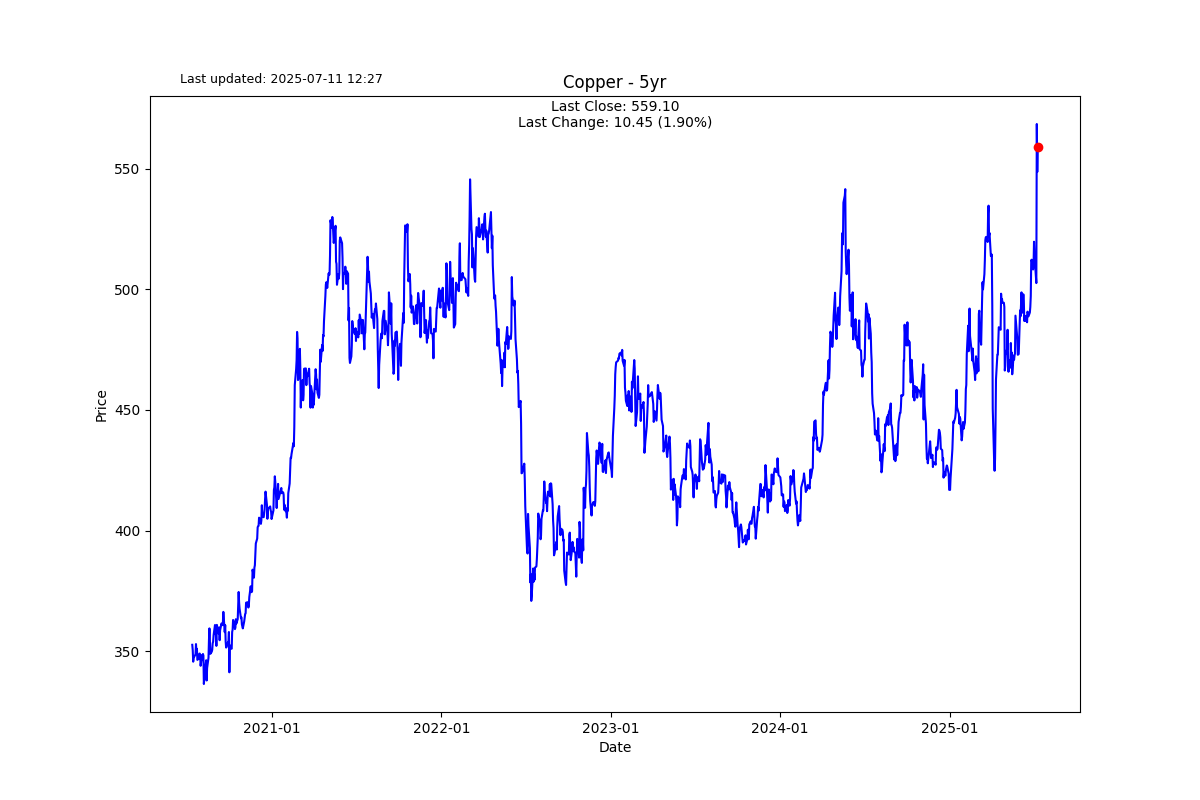 Last updated: 2025-07-11 12:27
Copper - 5yr
Last Close: 559.10
Last Change: 10.45 (1.90%)
550
500
450
400
350
Price
2021-01
2022-01
2023-01
2024-01
2025-01
Date